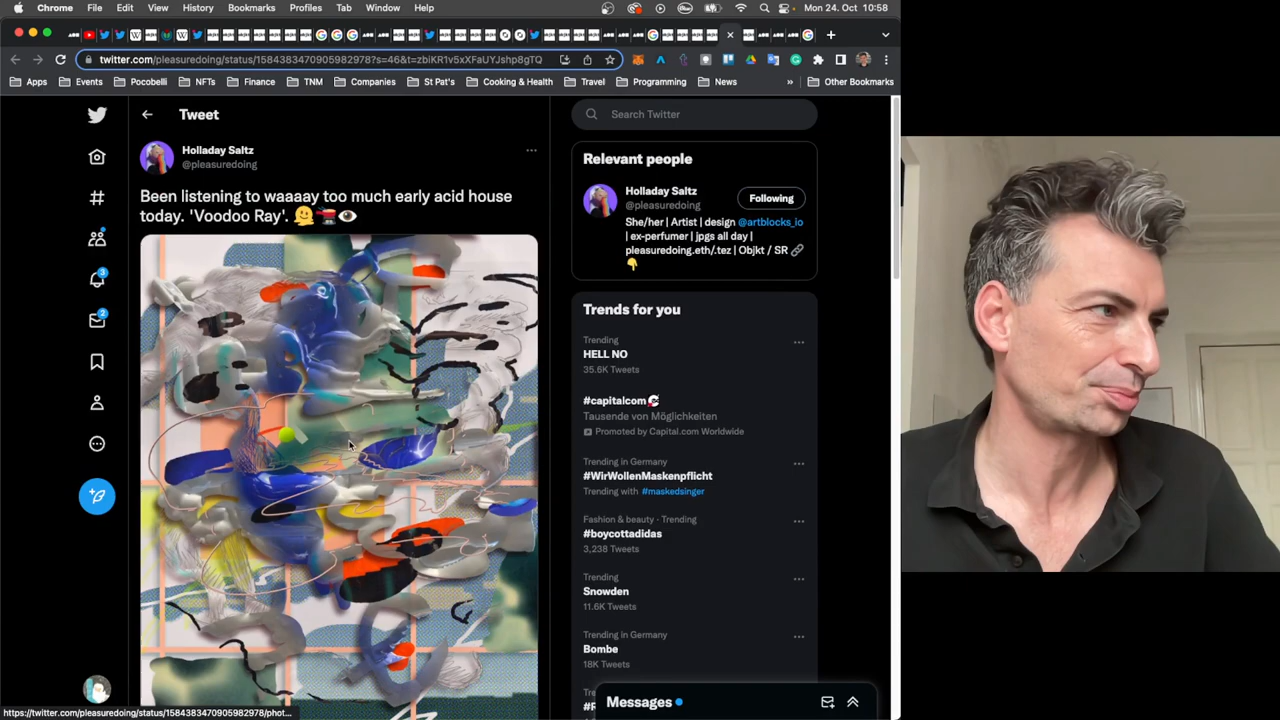 Chrome File Edit View History Bookmarks Profiles Tab Window Help
Mon 24. Oct 10:58
twitter.com/pleasuredoing/status/1584383470905982978?s=46&t=zbiKR1v5xXFaUYJshp8gTQ
Apps Events Pocobelli NFTs Finance TNM Companies St Pat's Cooking & Health Travel Programming News » Other Bookmarks
Tweet
Search Twitter
Holladay Saltz
@pleasuredoing
Been listening to waaaay too much early acid house
today. 'Voodoo Ray'.
Relevant people
Holladay Saltz
@pleasuredoing
Following
She/her | Artist | design @artblocks_io
| ex-perfumer | jpgs all day |
pleasuredoing.eth/.tez | Objkt / SR
3
2
Trends for you
Trending
HELL NO
35.6K Tweets
#capitalcom
Tausende von Möglichkeiten
Promoted by Capital.com Worldwide
Trending in Germany
#WirWollenMaskenpflicht
Trending with #maskedsinger
Fashion & beauty · Trending
#boycottadidas
3,238 Tweets
Trending
Snowden
11.6K Tweets
Trending in Germany
Bombe
18K Tweets
Messages
https://twitter.com/pleasuredoing/status/1584383470905982978/phot...